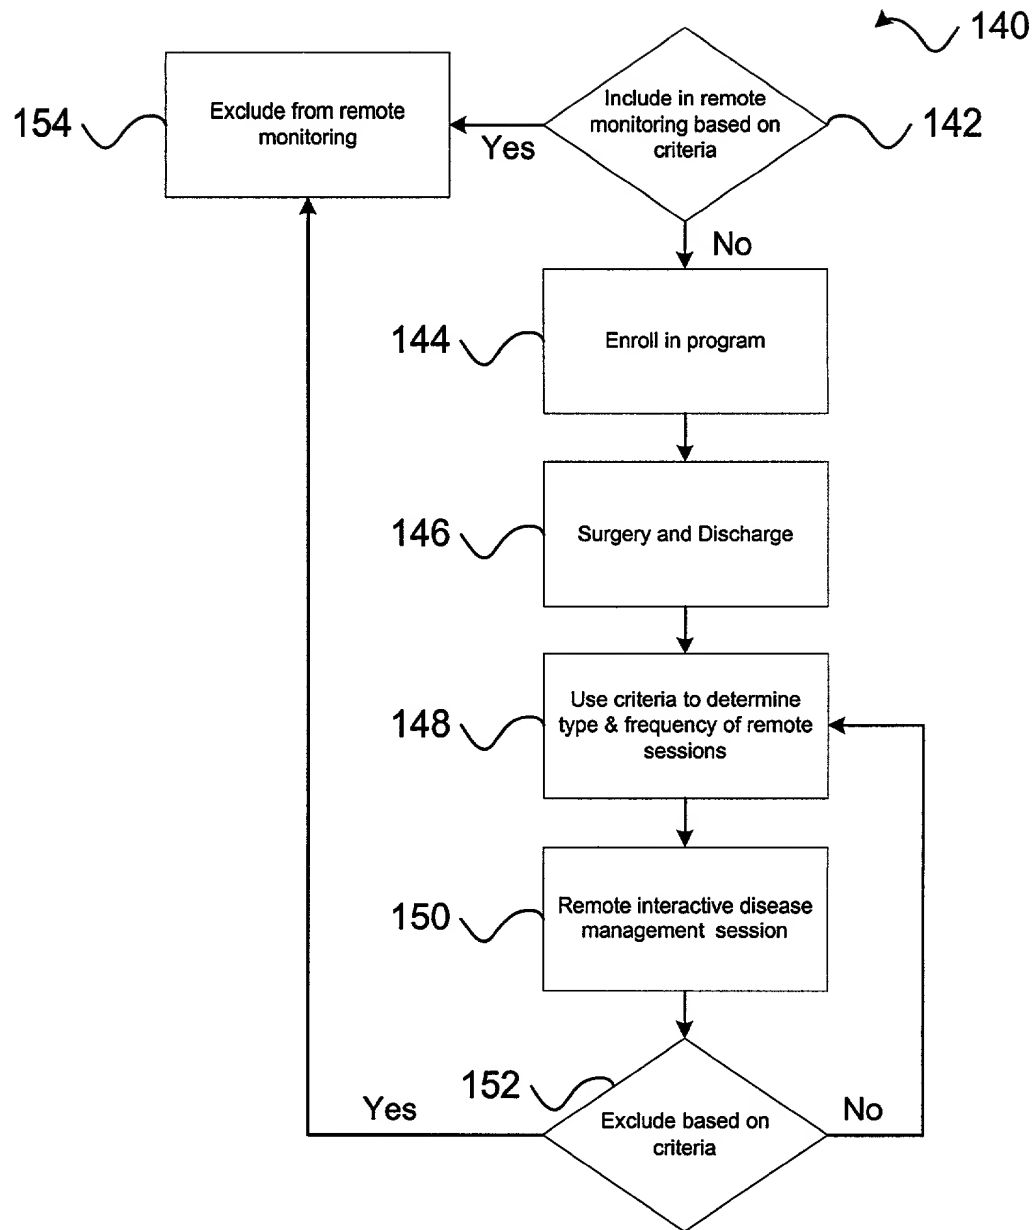 140
Include in remote
monitoring based on
criteria
142
Yes
Exclude from remote
monitoring
154
No
144
Enroll in program
146
Surgery and Discharge
148
Use criteria to determine
type & frequency of remote
sessions
150
Remote interactive disease
management session
152
Exclude based on
criteria
Yes
No